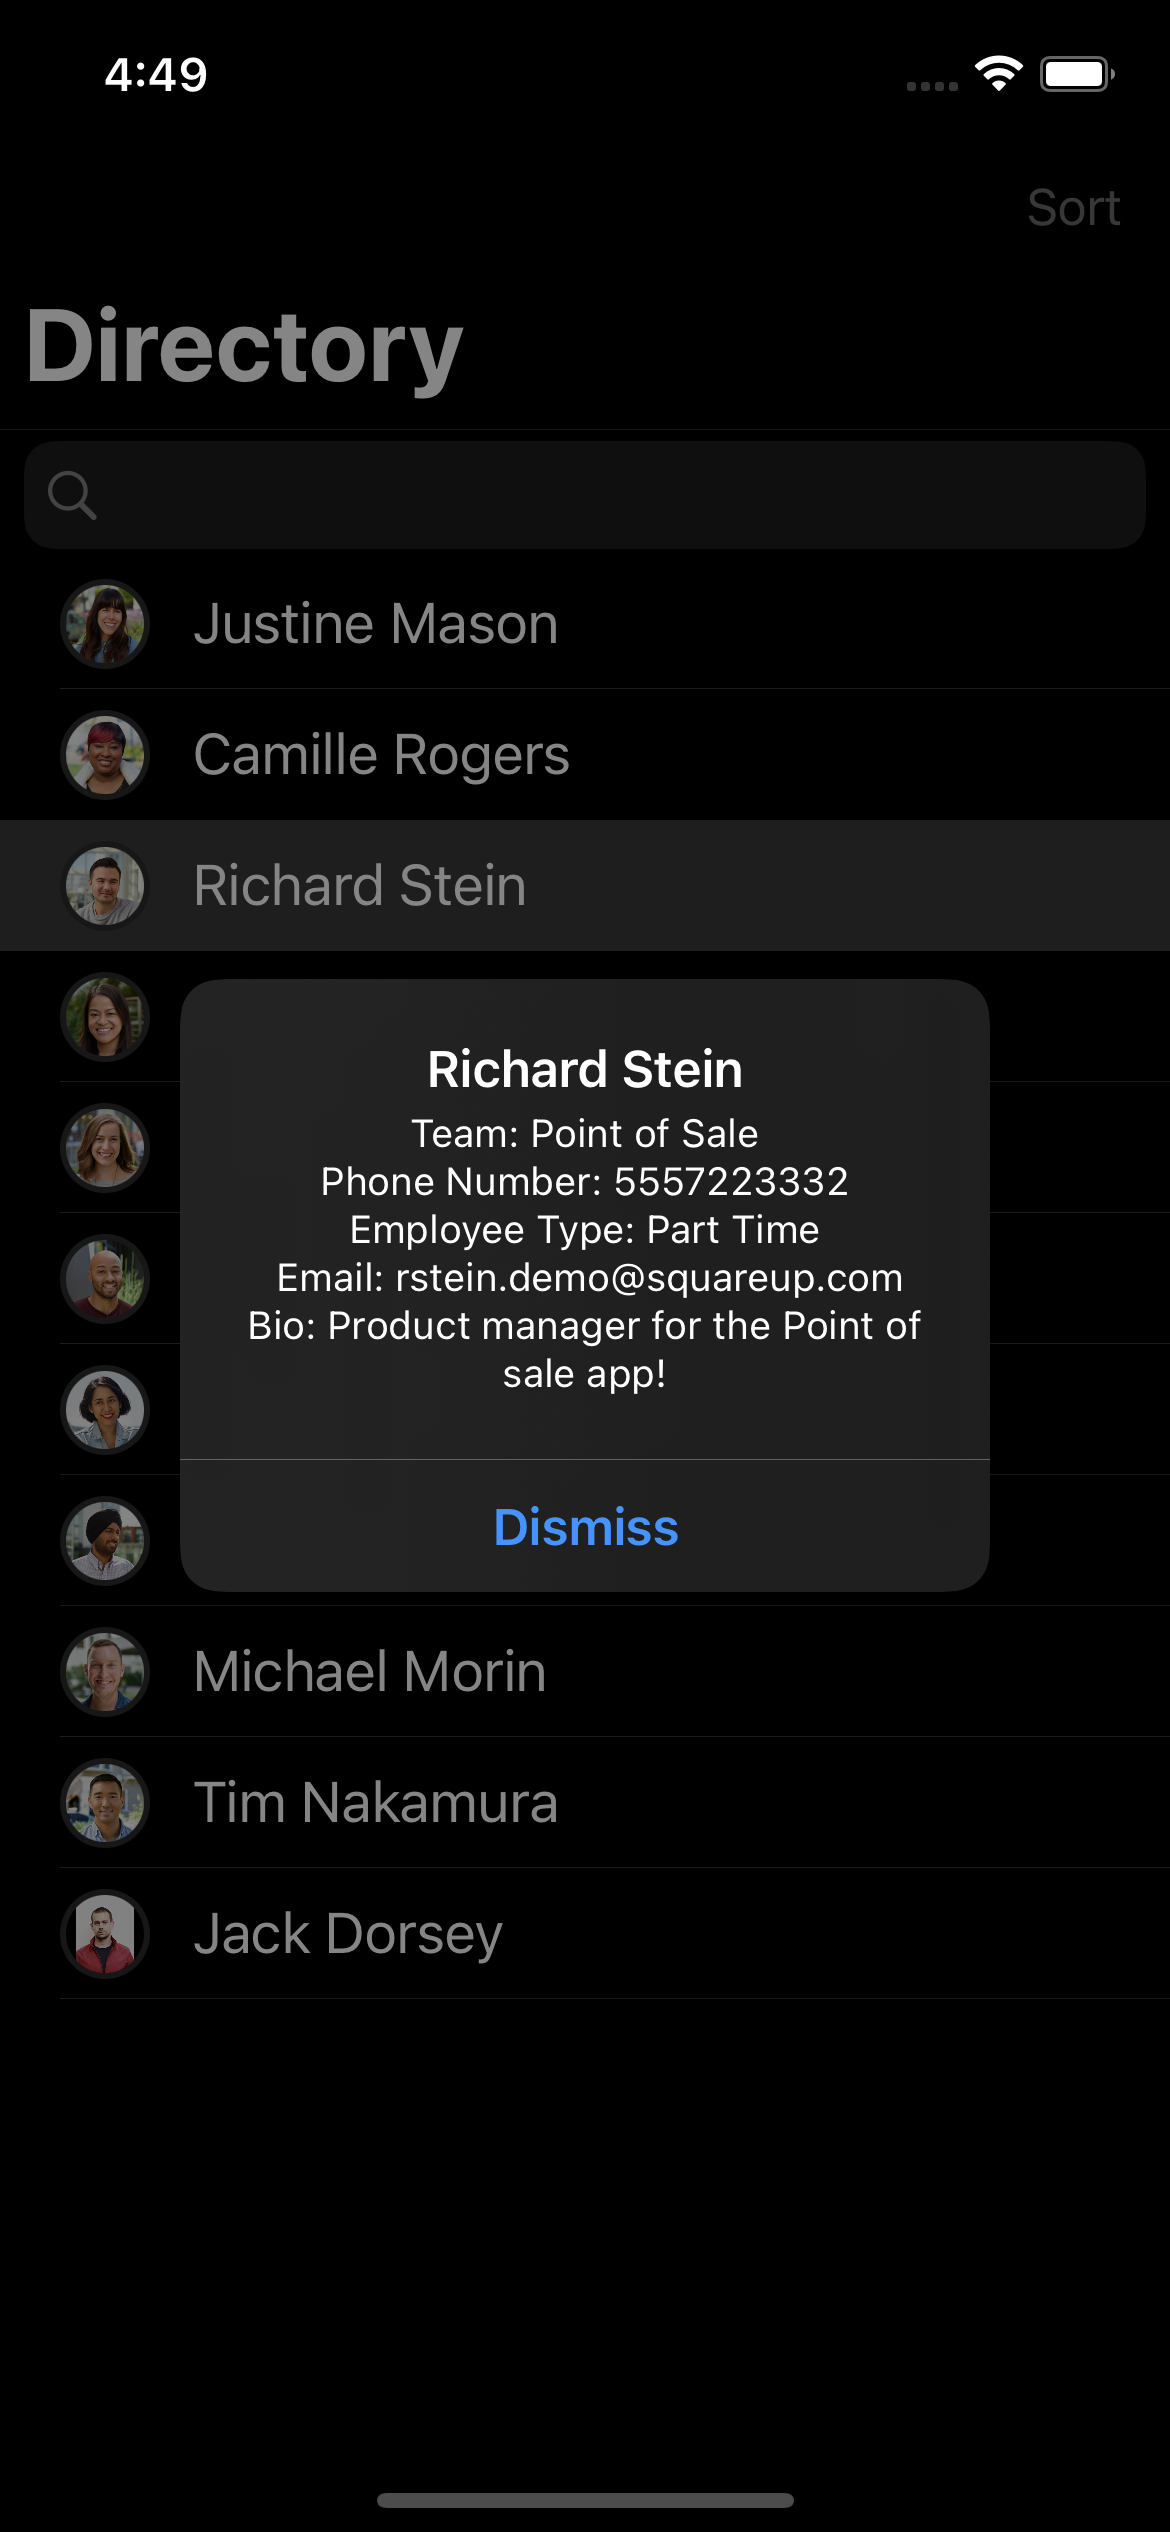 4:49
Sort
Directory
Justine Mason
Camille Rogers
Richard Stein
Richard Stein
Team: Point of Sale
Phone Number: 5557223332
Employee Type: Part Time
Email: rstein.demo@squareup.com
Bio: Product manager for the Point of
sale app!
Dismiss
Michael Morin
Tim Nakamura
Jack Dorsey